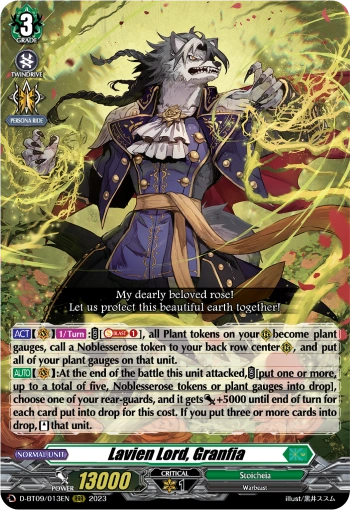 3
GRADE
TWINDRIVE
PERSONA RIDE
My dearly beloved rose!
Let us protect this beautiful earth together!
ACT 1/Turn : [ BLAST 1 ], all Plant tokens on your become plant
gauges, call a Noblesserose token to your back row center , and put
all of your plant gauges on that unit.
AUTO [ ]:At the end of the battle this unit attacked, [put one or more,
up to a total of five, Noblesserose tokens or plant gauges into drop],
choose one of your rear-guards, and it gets +5000 until end of turn for
each card put into drop for this cost. If you put three or more cards into
drop, that unit.
NORMAL UNIT
Lavien Lord, Granfia
POWER 13000
CRITICAL
1
Stoicheia
Warbeast
D-BT09/013EN RRR 2023
illust/黒井ススム